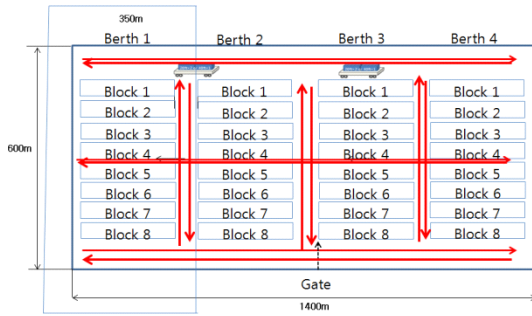 350m
Berth 1 Berth 2 Berth 3 Berth 4
600m
Block 1 Block 1 Block 1 Block 1
Block 2 Block 2 Block 2 Block 2
Block 3 Block 3 Block 3 Block 3
Block 4 Block 4 Block 4 Block 4
Block 5 Block 5 Block 5 Block 5
Block 6 Block 6 Block 6 Block 6
Block 7 Block 7 Block 7 Block 7
Block 8 Block 8 Block 8 Block 8
Gate
1400m